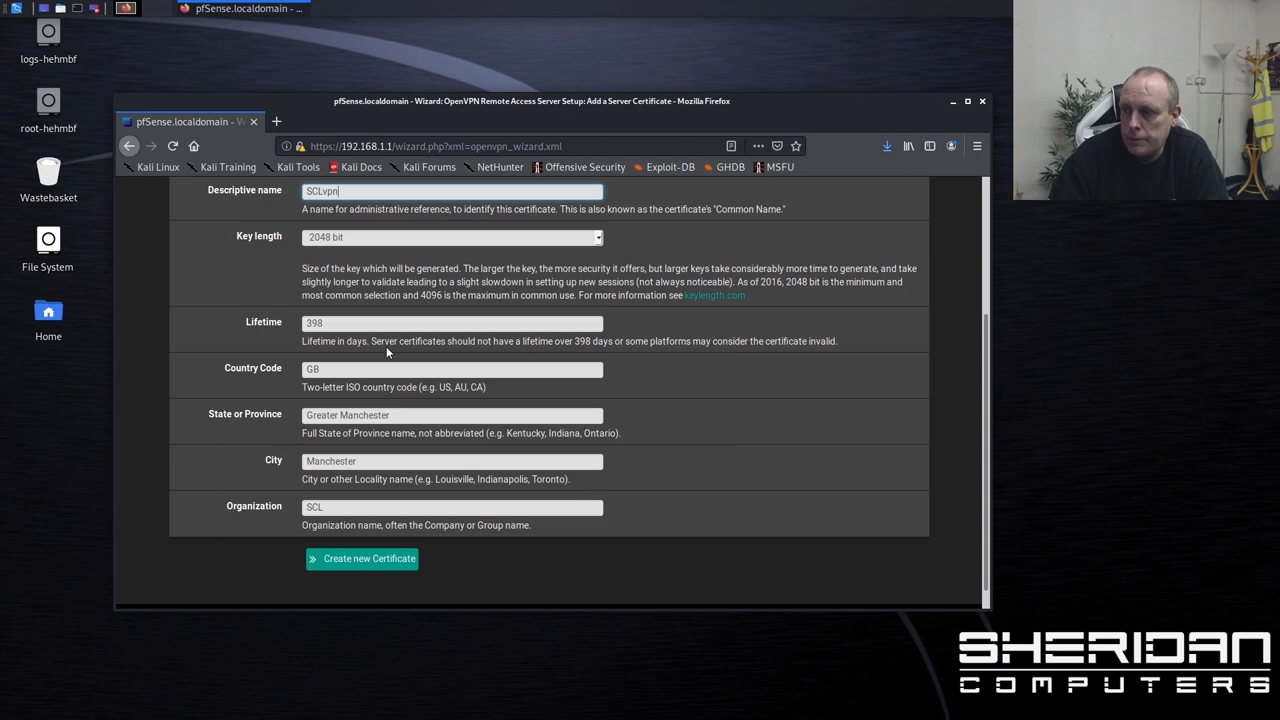 pfSense.localdomain - ...
logs-hehmbf
root-hehmbf
Wastebasket
File System
Home
pfSense.localdomain - Wizard: OpenVPN Remote Access Server Setup: Add a Server Certificate - Mozilla Firefox
pfSense.localdomain - W
192.168.1.1/wizard.php?xml=openvpn_wizard.xml
Kali Linux Kali Training Kali Tools Kali Docs Kali Forums NetHunter Offensive Security Exploit-DB GHDB MSFU
Descriptive name SCLvpn
A name for administrative reference, to identify this certificate. This is also known as the certificate's "Common Name."
Key length 2048 bit
Size of the key which will be generated. The larger the key, the more security it offers, but larger keys take considerably more time to generate, and take
slightly longer to validate leading to a slight slowdown in setting up new sessions (not always noticeable). As of 2016, 2048 bit is the minimum and
most common selection and 4096 is the maximum in common use. For more information see keylength.com
Lifetime 398
Lifetime in days. Server certificates should not have a lifetime over 398 days or some platforms may consider the certificate invalid.
Country Code GB
Two-letter ISO country code (e.g. US, AU, CA)
State or Province Greater Manchester
Full State of Province name, not abbreviated (e.g. Kentucky, Indiana, Ontario).
City Manchester
City or other Locality name (e.g. Louisville, Indianapolis, Toronto).
Organization SCL
Organization name, often the Company or Group name.
Create new Certificate
SHERIDAN
COMPUTERS